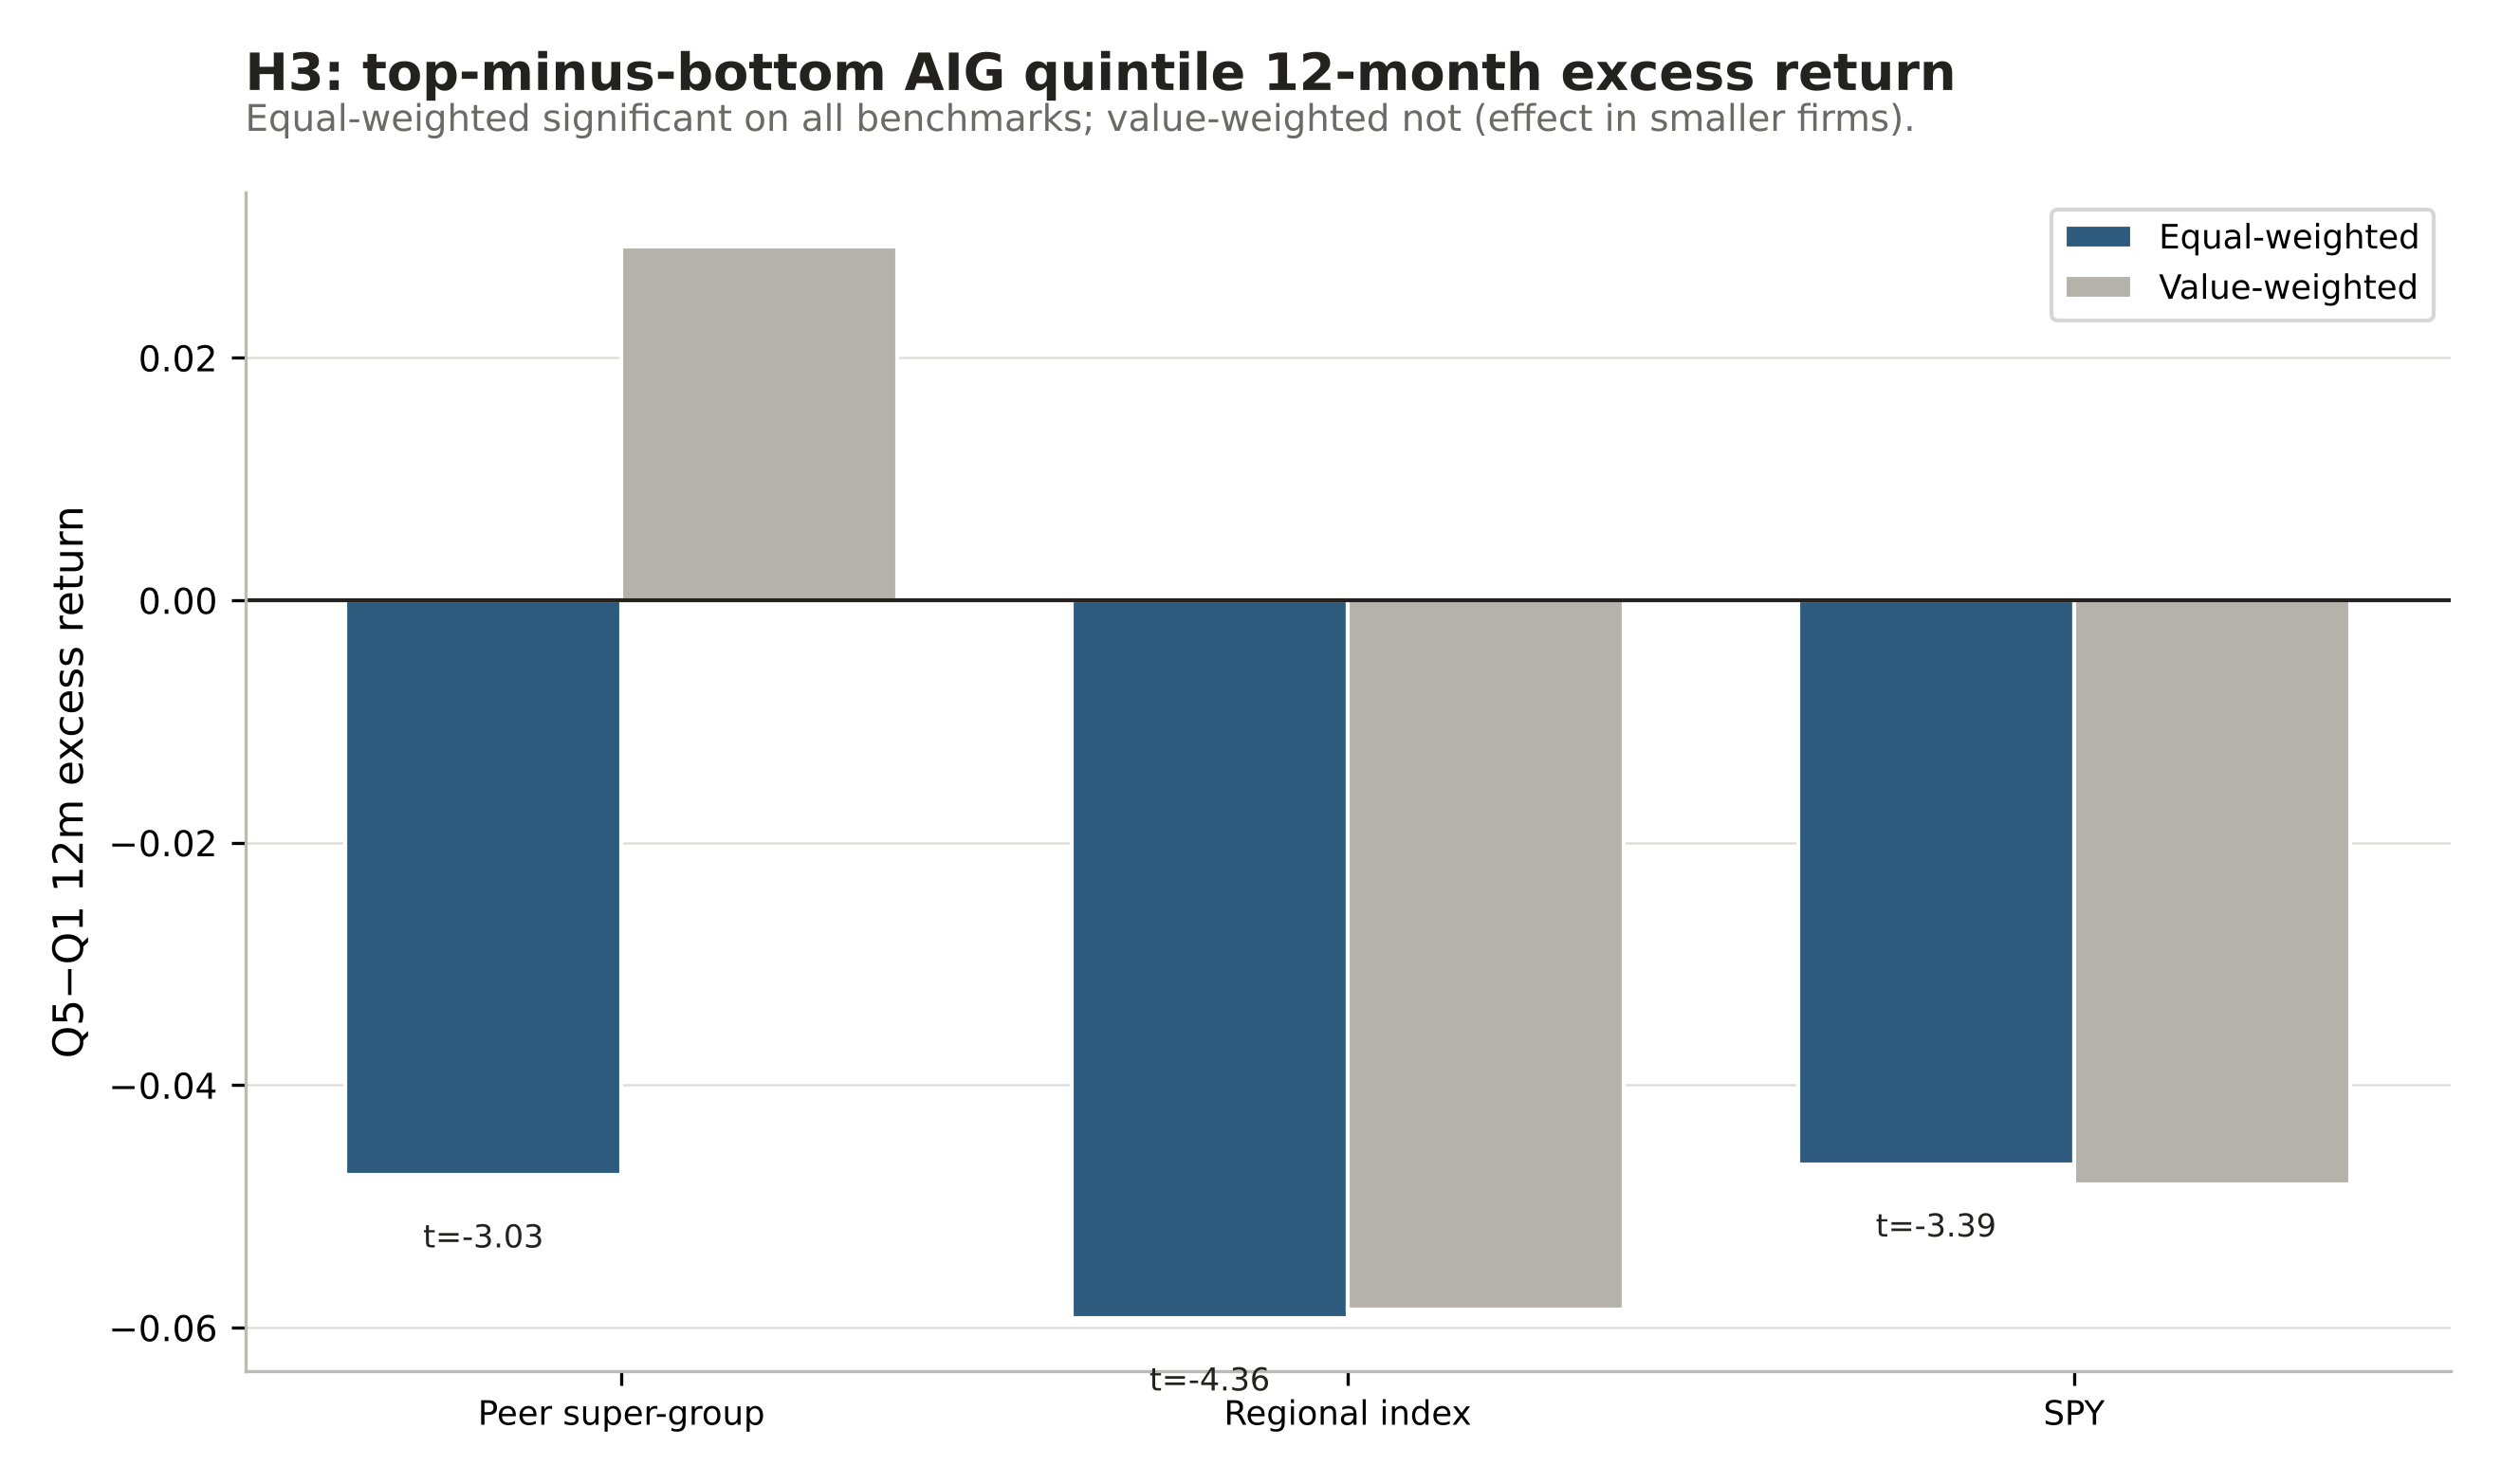 H3: top-minus-bottom AIG quintile 12-month excess return
Equal-weighted significant on all benchmarks; value-weighted not (effect in smaller firms).
Equal-weighted
Value-weighted
Q5−Q1 12m excess return
0.02
0.00
−0.02
−0.04
−0.06
t=-3.03
t=-4.36
t=-3.39
Peer super-group
Regional index
SPY